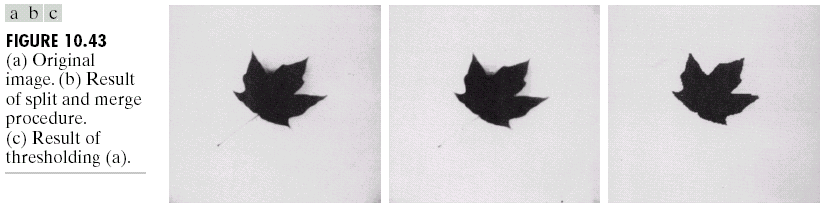 a b c
FIGURE 10.43
(a) Original
image. (b) Result
of split and merge
procedure.
(c) Result of
thresholding (a).